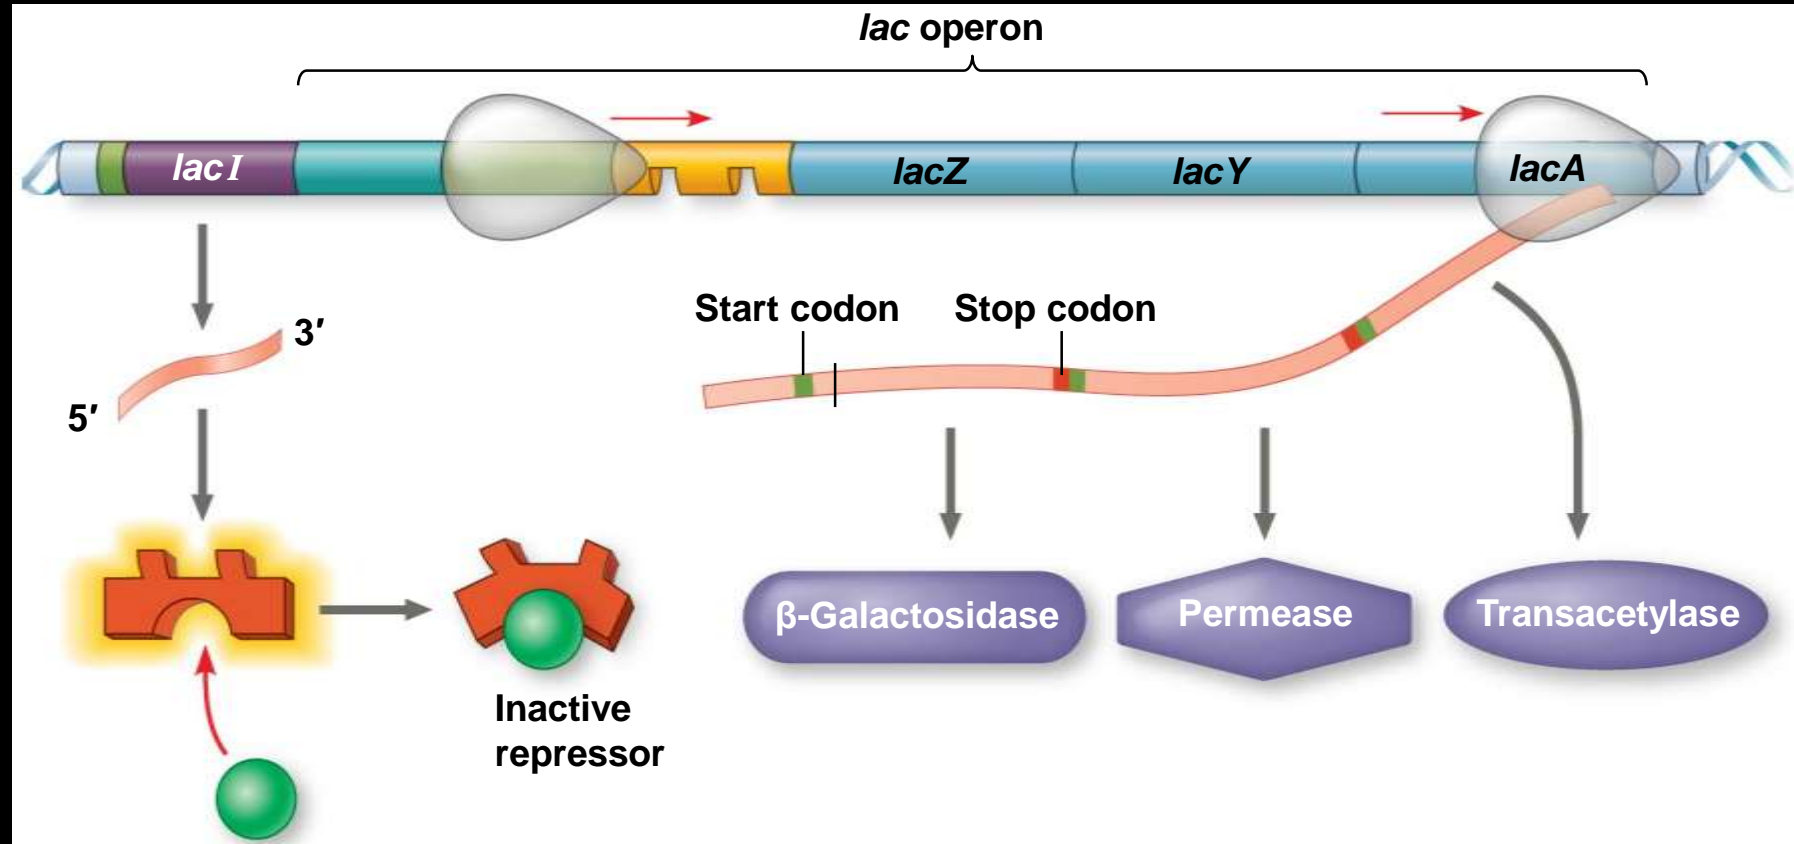 lac operon
lacI
lacZ
lacY
lacA
Start codon
Stop codon
3′
5′
β-Galactosidase
Permease
Transacetylase
Inactive
repressor